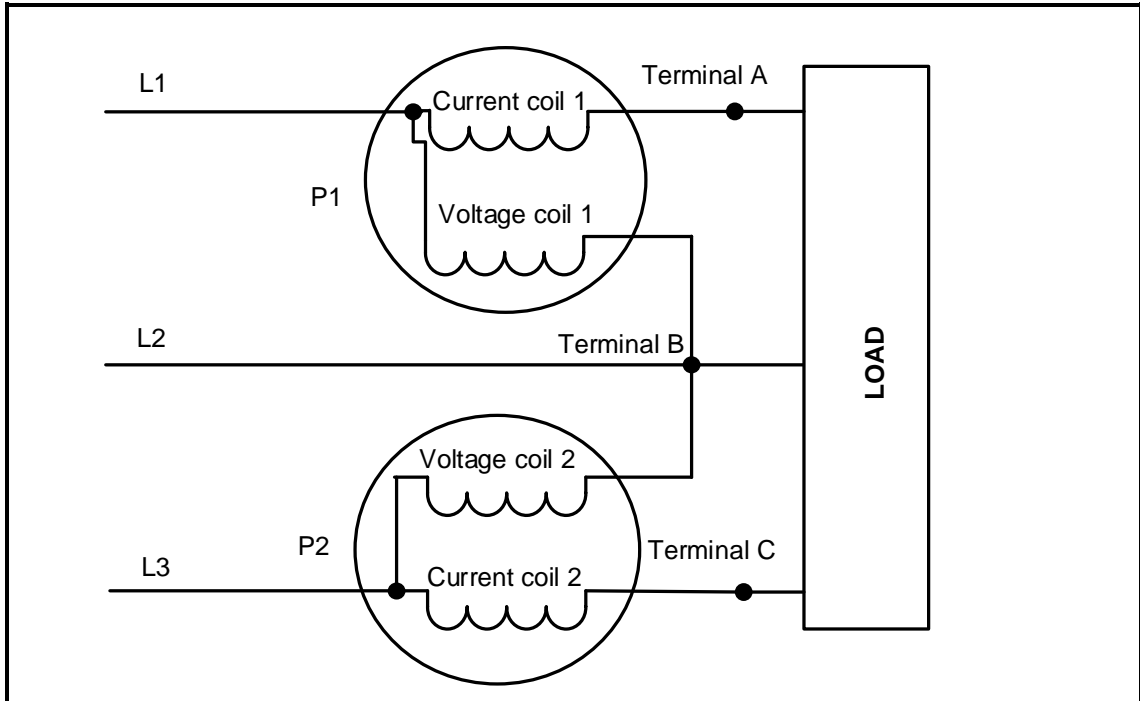 L1
Terminal A
Current coil 1
P1
Voltage coil 1
L2
Terminal B
LOAD
Voltage coil 2
P2
Terminal C
L3
Current coil 2